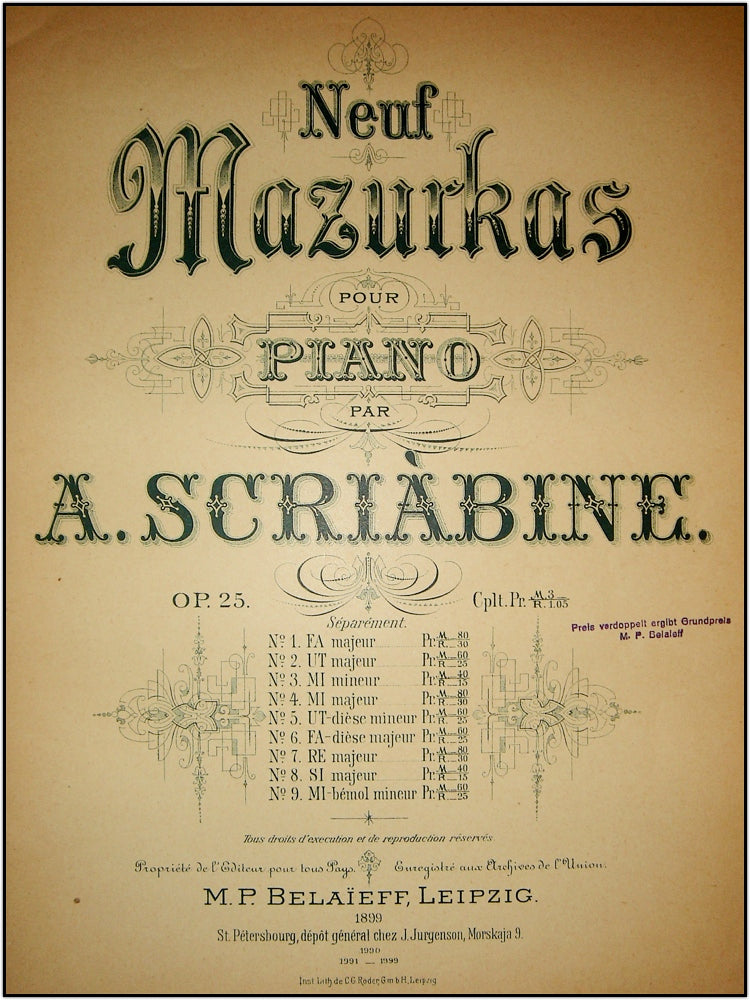 Neuf
Mazurkas
POUR
PIANO
PAR
A. SCRIÀBINE.
OP. 25.
Cplt. Pr. M. 3 / R. 1.05
Preis verdoppelt ergibt Grundpreis
M. P. Belaieff
Séparément.
No 1. FA majeur Pr. M.—80 / R.—30
No 2. UT majeur Pr. M.—60 / R.—25
No 3. MI mineur Pr. M.—40 / R.—15
No 4. MI majeur Pr. M.—80 / R.—30
No 5. UT-dièse mineur Pr. M.—60 / R.—25
No 6. FA-dièse majeur Pr. M.—60 / R.—25
No 7. RE majeur Pr. M.—80 / R.—30
No 8. SI majeur Pr. M.—40 / R.—15
No 9. MI-bémol mineur Pr. M.—60 / R.—25
Tous droits d'execution et de reproduction réservés.
Propriété de l'Editeur pour tous Pays. Enregistré aux Archives de l'Union.
M. P. BELAÏEFF, LEIPZIG.
1899
St. Pétersbourg, dépôt général chez J. Jurgenson, Morskaja 9.
1990
1991 — 1999
Inst. Lith. de C. G. Röder, G.m.b.H., Leipzig